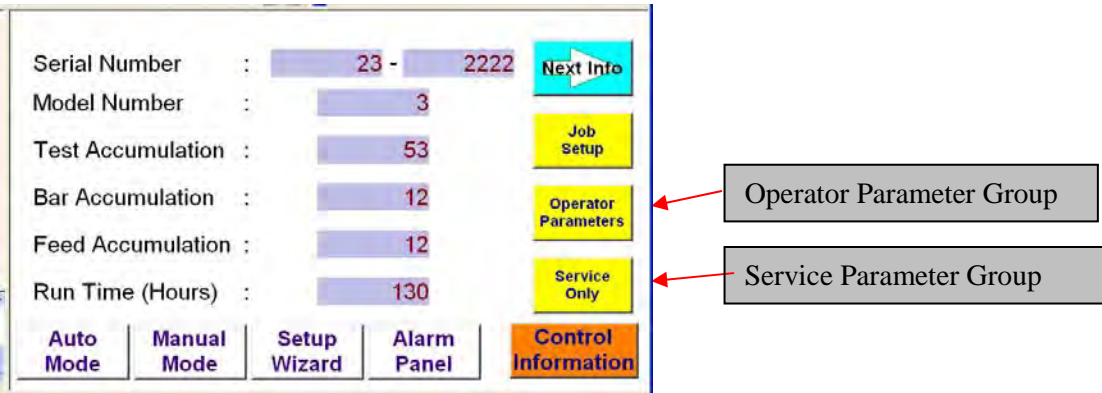 Serial Number : 23 - 2222
Next Info
Model Number : 3
Job
Setup
Test Accumulation : 53
Bar Accumulation : 12
Operator
Parameters
Operator Parameter Group
Feed Accumulation : 12
Service
Only
Service Parameter Group
Run Time (Hours) : 130
Auto
Mode
Manual
Mode
Setup
Wizard
Alarm
Panel
Control
Information